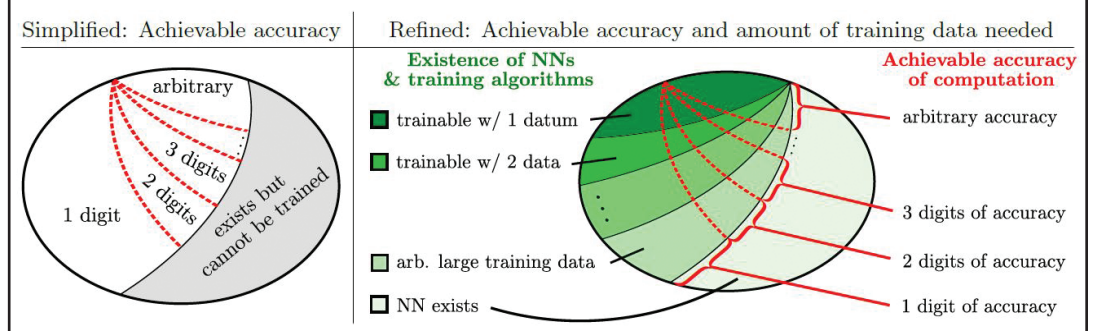 Simplified: Achievable accuracy
arbitrary
3 digits
2 digits
1 digit
exists but
cannot be trained
Refined: Achievable accuracy and amount of training data needed
Existence of NNs
& training algorithms
trainable w/ 1 datum
trainable w/ 2 data
arb. large training data
NN exists
Achievable accuracy
of computation
arbitrary accuracy
3 digits of accuracy
2 digits of accuracy
1 digit of accuracy